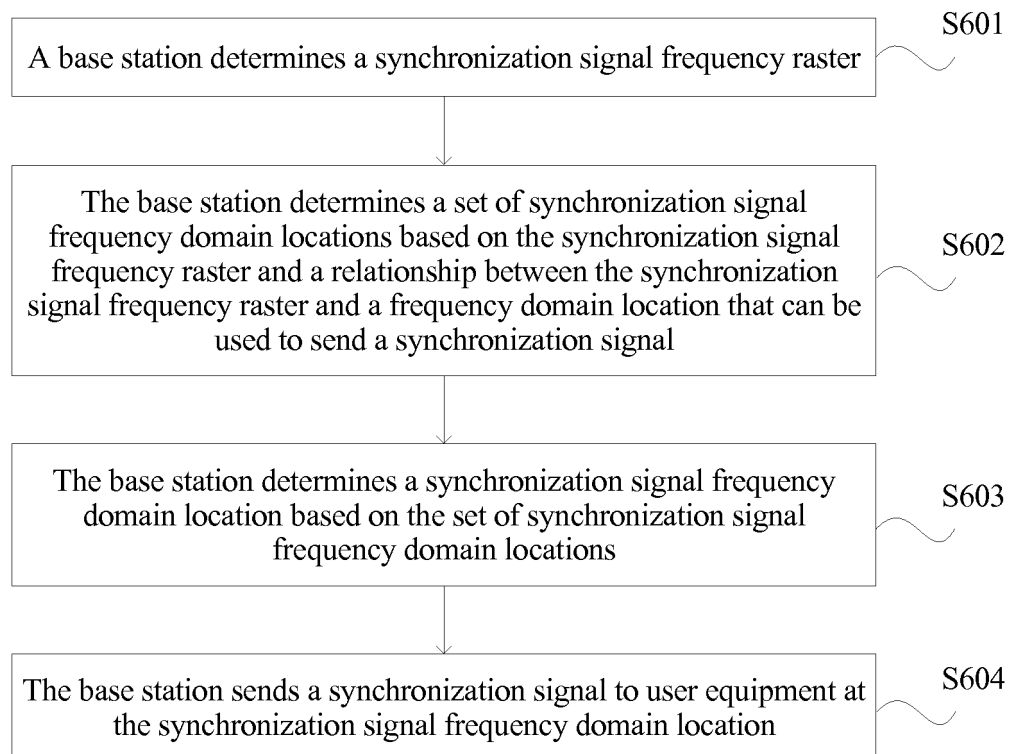 S601
A base station determines a synchronization signal frequency raster
The base station determines a set of synchronization signal
frequency domain locations based on the synchronization signal
frequency raster and a relationship between the synchronization
signal frequency raster and a frequency domain location that can be
used to send a synchronization signal
S602
The base station determines a synchronization signal frequency
domain location based on the set of synchronization signal
frequency domain locations
S603
The base station sends a synchronization signal to user equipment at
the synchronization signal frequency domain location
S604